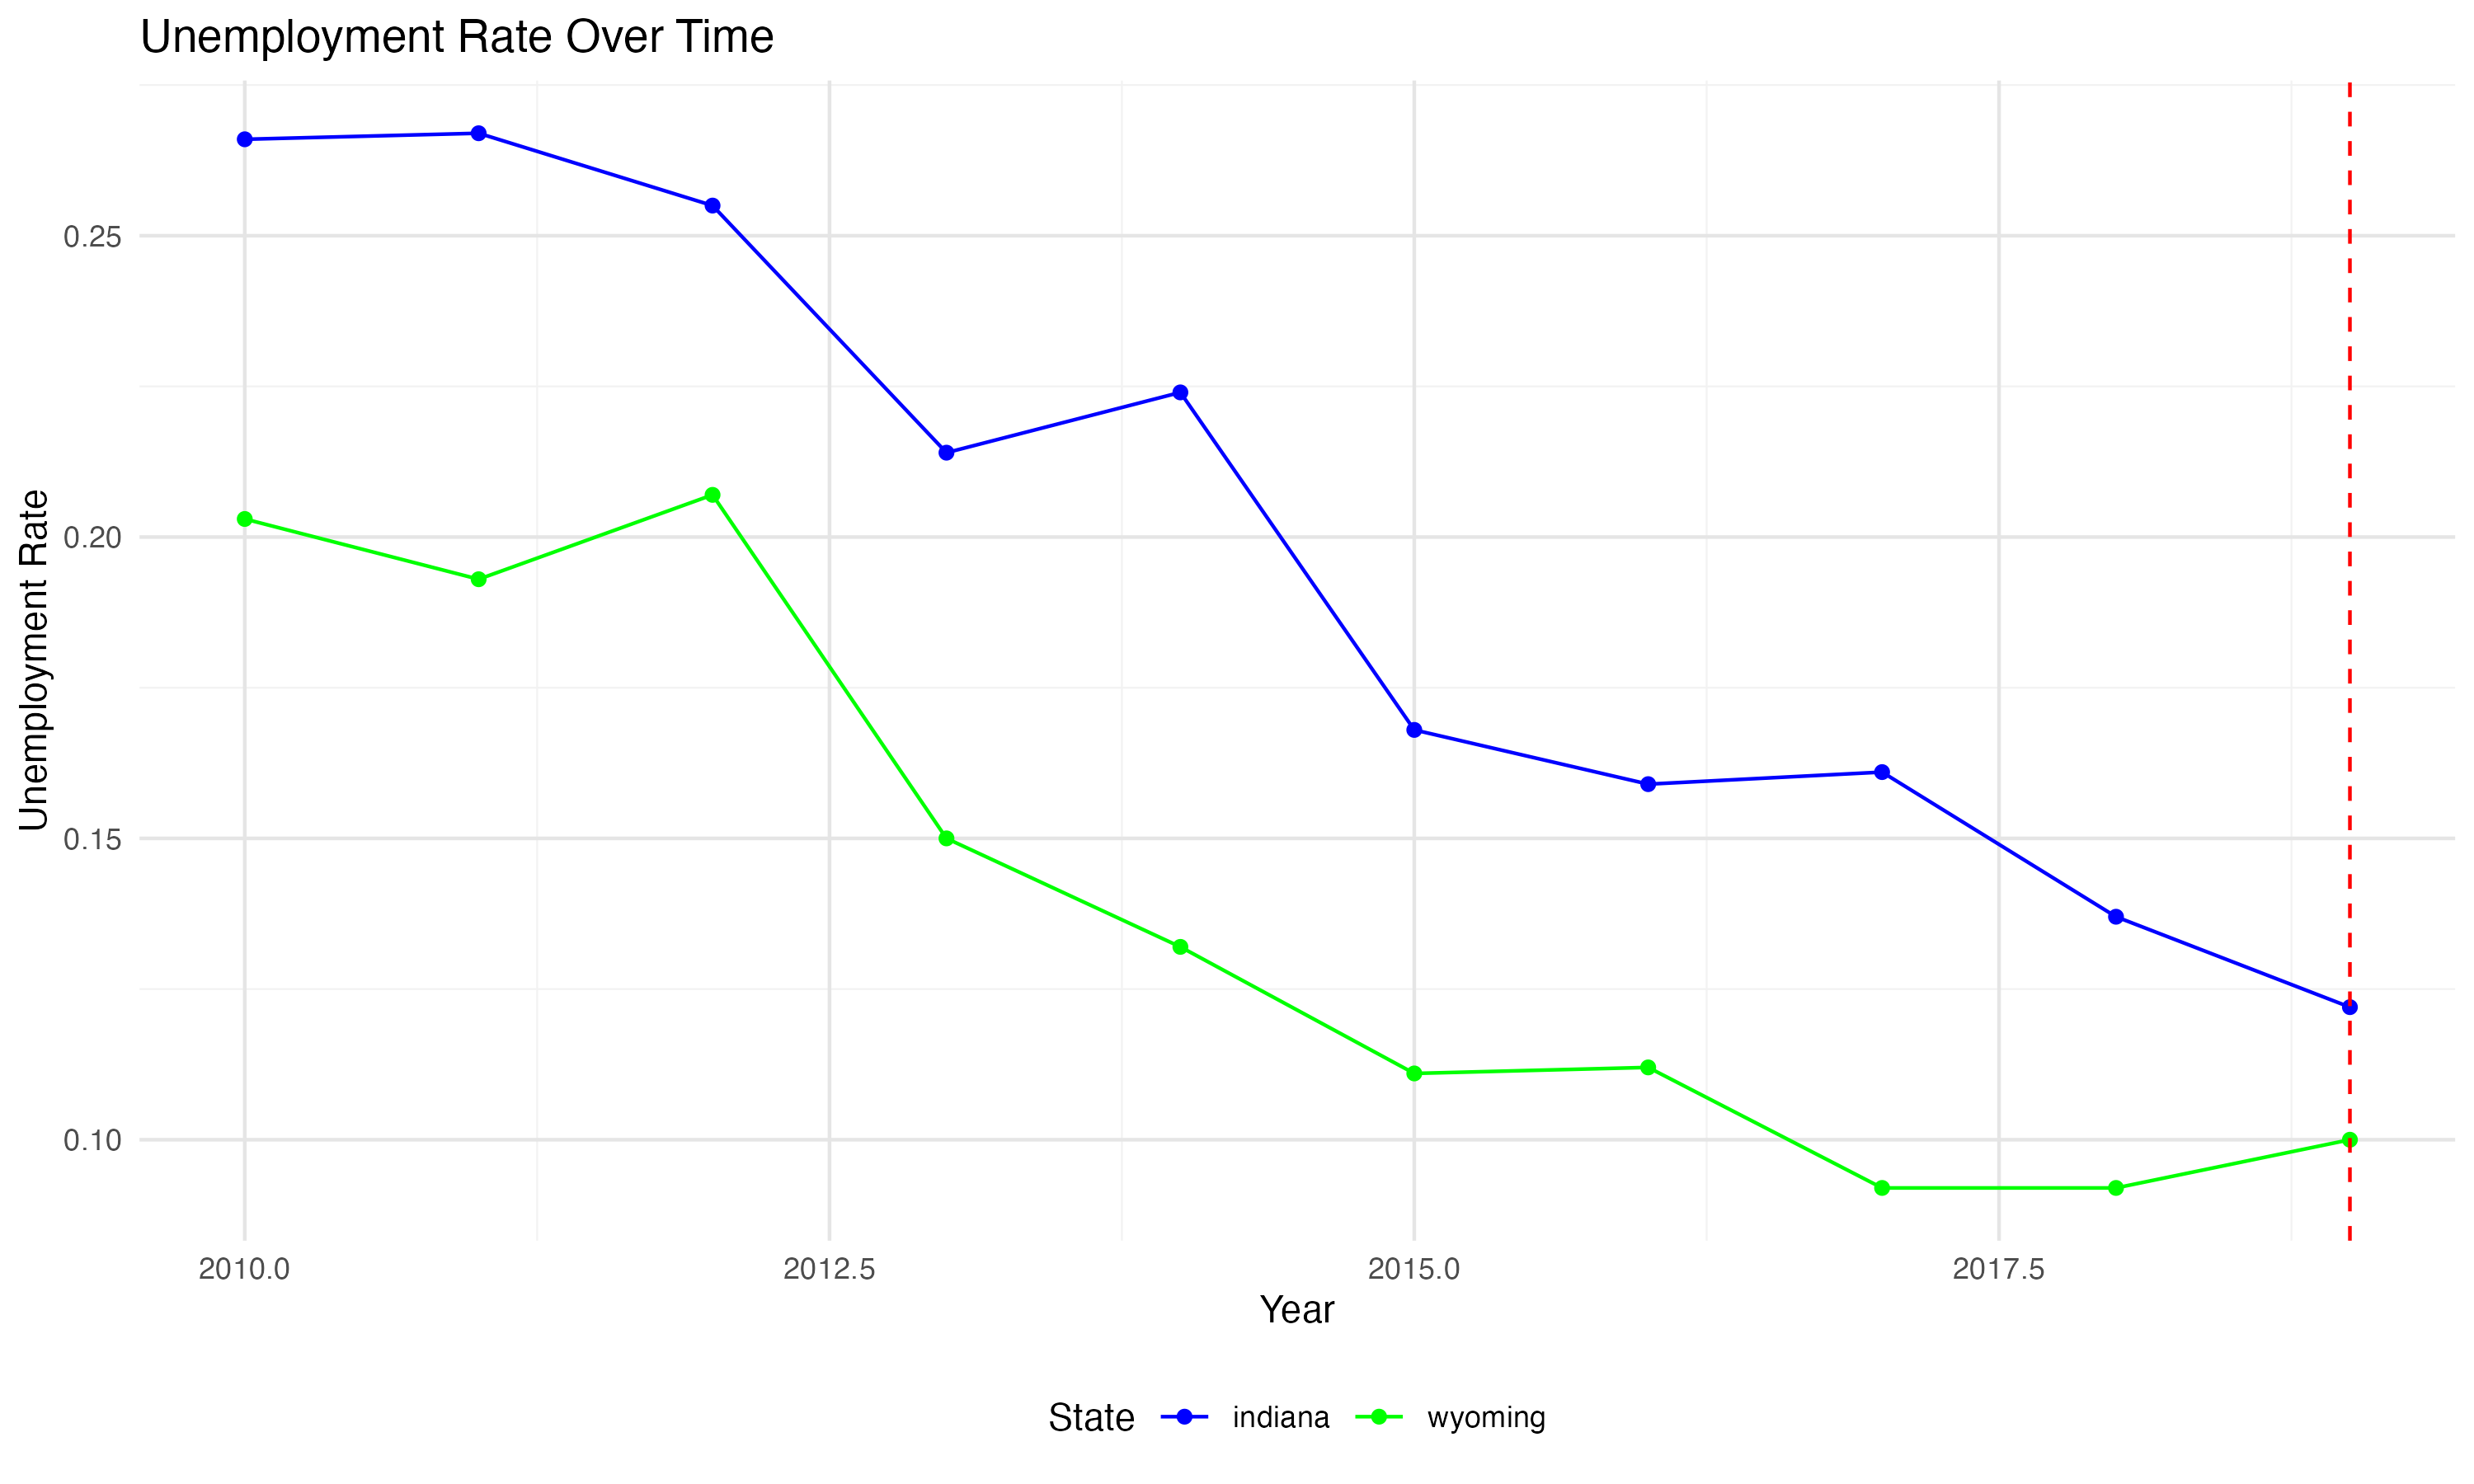 Unemployment Rate Over Time
Unemployment Rate
0.25
0.20
0.15
0.10
2010.0 2012.5 2015.0 2017.5
Year
State indiana wyoming